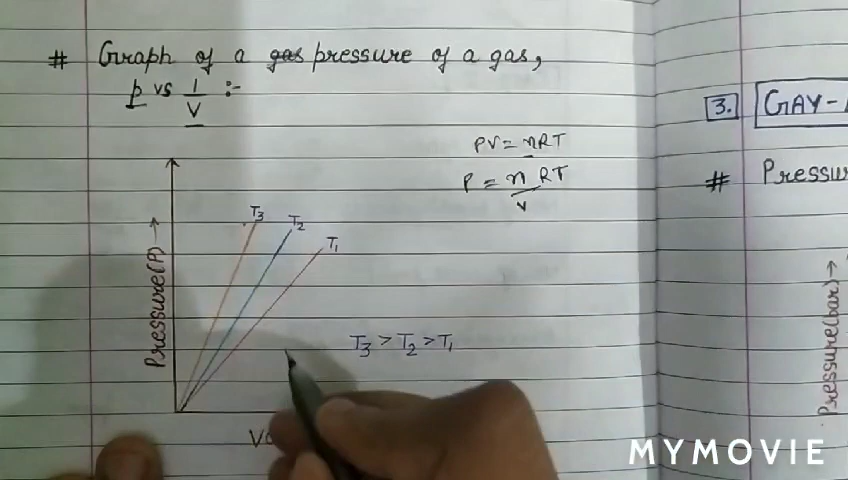 # Graph of a gas pressure of a gas,
p vs 1/V :-
PV = nRT
P = n/V RT
Pressure(P) →
T3
T2
T1
T3 > T2 > T1
3. GAY-
# Pressur
Pressure(bar) →
MYMOVIE